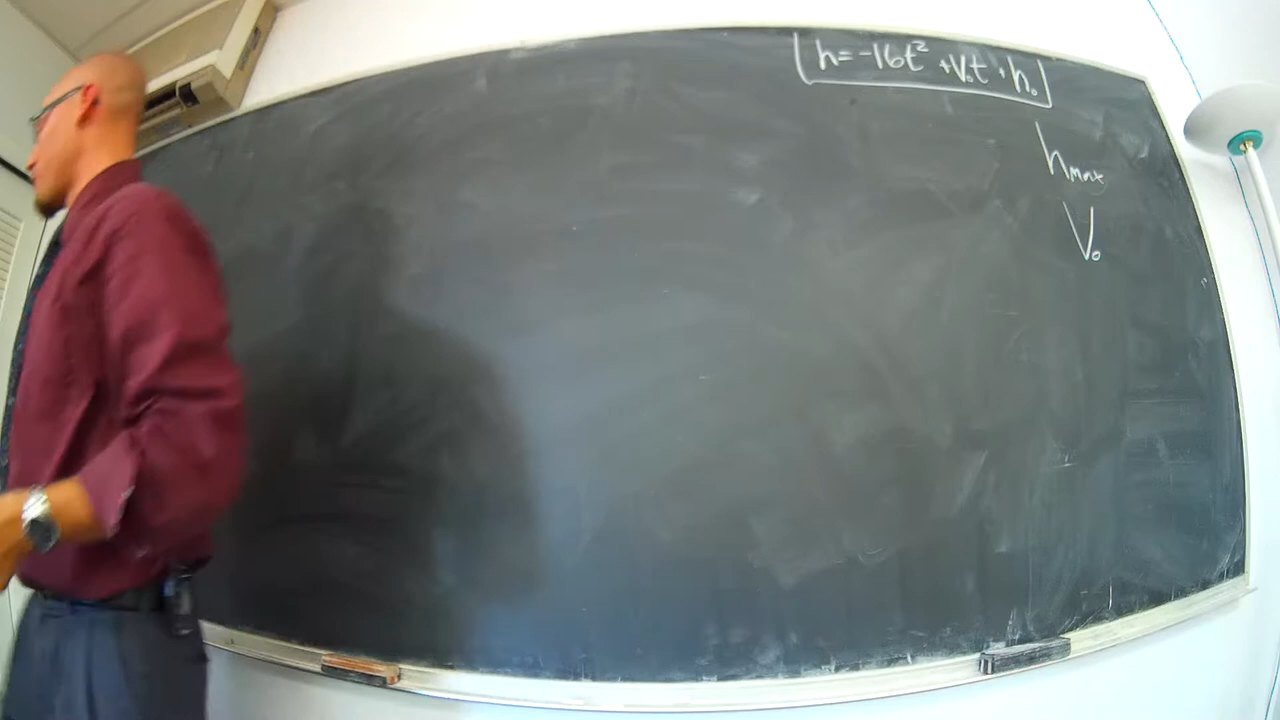 h=-16t²+V₀t+h₀
hmax
V₀